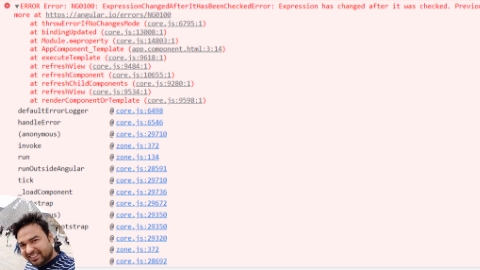 ERROR Error: NG0100: ExpressionChangedAfterItHasBeenCheckedError: Expression has changed after it was checked. Previo
more at https://angular.io/errors/NG0100
at throwErrorIfNoChangesMode (core.js:6795:1)
at bindingUpdated (core.js:13008:1)
at Module.ɵɵproperty (core.js:14803:1)
at AppComponent_Template (app.component.html:3:14)
at executeTemplate (core.js:9618:1)
at refreshView (core.js:9484:1)
at refreshComponent (core.js:10655:1)
at refreshChildComponents (core.js:9280:1)
at refreshView (core.js:9534:1)
at renderComponentOrTemplate (core.js:9598:1)
defaultErrorLogger @ core.js:6498
handleError @ core.js:6546
(anonymous) @ core.js:29710
invoke @ zone.js:372
run @ zone.js:134
runOutsideAngular @ core.js:28591
tick @ core.js:29710
_loadComponent @ core.js:29736
tstrap @ core.js:29672
us) @ core.js:29350
otstrap @ core.js:29350
@ core.js:29320
@ zone.js:372
@ core.js:28692